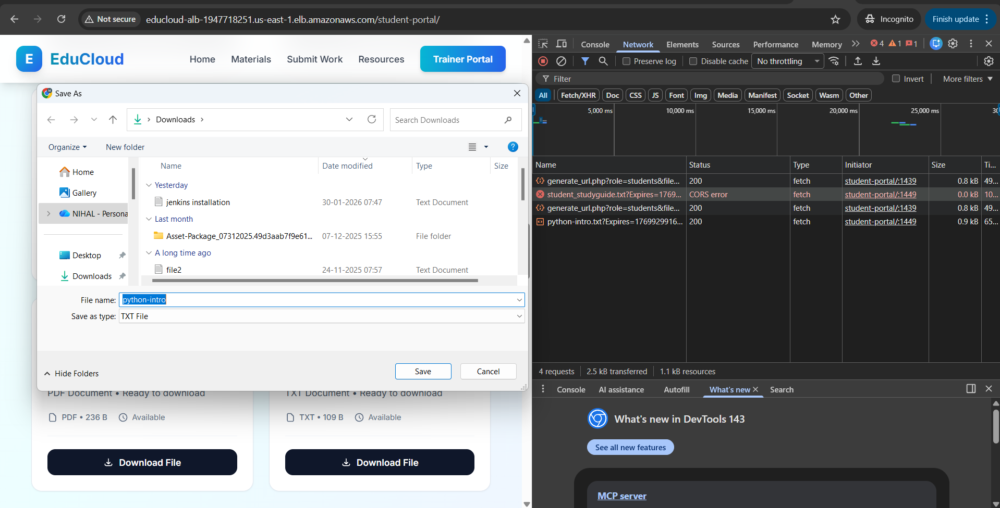 Not secure
educloud-alb-1947718251.us-east-1.elb.amazonaws.com/student-portal/
Incognito
Finish update
E EduCloud
Home
Materials
Submit Work
Resources
Trainer Portal
Save As
Downloads
Search Downloads
Organize
New folder
Home
Gallery
NIHAL - Persona
Desktop
Downloads
Name
Date modified
Type
Size
Yesterday
jenkins installation 30-01-2026 07:47 Text Document
Last month
Asset-Package_07312025.49d3aab7f9e61... 07-12-2025 15:55 File folder
A long time ago
file2 24-11-2025 07:57 Text Document
File name: python-intro
Save as type: TXT File
Hide Folders
Save
Cancel
PDF Document • Ready to download
PDF • 236 B
Available
Download File
TXT Document • Ready to download
TXT • 109 B
Available
Download File
Console
Network
Elements
Sources
Performance
Memory
4
1
1
Preserve log
Disable cache
No throttling
Filter
Invert
More filters
All
Fetch/XHR
Doc
CSS
JS
Font
Img
Media
Manifest
Socket
Wasm
Other
5,000 ms
10,000 ms
15,000 ms
20,000 ms
25,000 ms
30
Name Status Type Initiator Size Ti...
generate_url.php?role=students&file... 200 fetch student-portal/:1439 0.8 kB 49...
student_studyguide.txt?Expires=1769... CORS error fetch student-portal/:1449 0.0 kB 10...
generate_url.php?role=students&file... 200 fetch student-portal/:1439 0.8 kB 49...
python-intro.txt?Expires=1769929916... 200 fetch student-portal/:1449 0.9 kB 65...
4 requests
2.5 kB transferred
1.1 kB resources
Console
AI assistance
Autofill
What's new
Search
What's new in DevTools 143
See all new features
MCP server